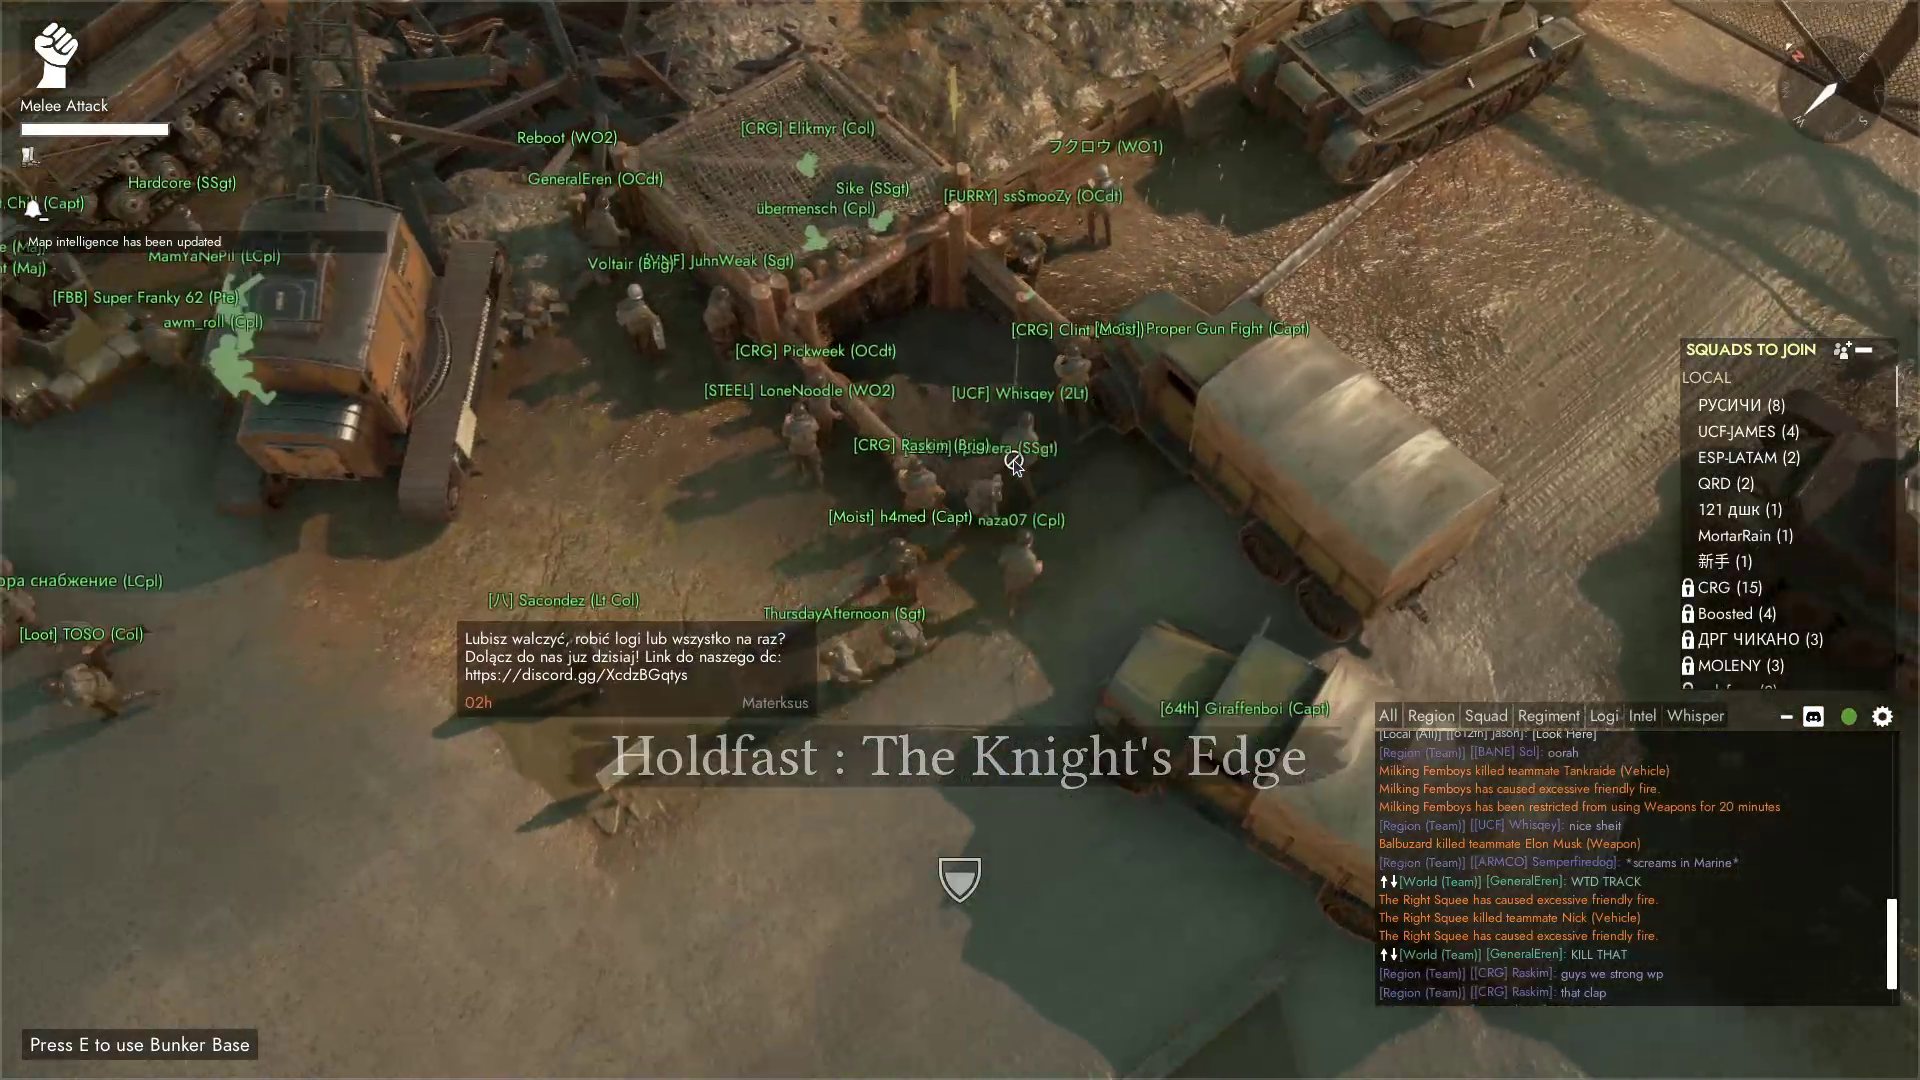 Melee Attack
Reboot (WO2)
[CRG] Elikmyr (Col)
フクロウ (WO1)
Hardcore (SSgt)
GeneralEren (OCdt)
Sike (SSgt)
[FURRY] ssSmooZy (OCdt)
(Capt)
übermensch (Cpl)
Map intelligence has been updated
MamYaNePil (LCpl)
Voltair (Brig)
JuhnWeak (Sgt)
(Maj)
[FBB] Super Franky 62 (Pte)
awm_roll (Cpl)
[CRG] Clint
[Moist] Proper Gun Fight (Capt)
[CRG] Pickweek (OCdt)
[STEEL] LoneNoodle (WO2)
[UCF] Whisqey (2Lt)
[CRG] Raskim (Brig)
(SSgt)
[Moist] h4med (Capt)
naza07 (Cpl)
снабжение (LCpl)
[八] Sacondez (Lt Col)
ThursdayAfternoon (Sgt)
[Loot] TOSO (Col)
Lubisz walczyć, robić logi lub wszystko na raz?
Dolącz do nas juz dzisiaj! Link do naszego dc:
https://discord.gg/XcdzBGqtys
02h
Materksus
[64th] Giraffenboi (Capt)
Holdfast : The Knight's Edge
SQUADS TO JOIN
LOCAL
РУСИЧИ (8)
UCF-JAMES (4)
ESP-LATAM (2)
QRD (2)
121 дшк (1)
MortarRain (1)
新手 (1)
CRG (15)
Boosted (4)
ДРГ ЧИКАНО (3)
MOLENY (3)
All Region Squad Regiment Logi Intel Whisper
[Local (All)] [[612th] Jason]: [Look Here]
[Region (Team)] [[BANE] Sol]: oorah
Milking Femboys killed teammate Tankraide (Vehicle)
Milking Femboys has caused excessive friendly fire.
Milking Femboys has been restricted from using Weapons for 20 minutes
[Region (Team)] [[UCF] Whisqey]: nice sheit
Balbuzard killed teammate Elon Musk (Weapon)
[Region (Team)] [[ARMCO] Semperfiredog]: *screams in Marine*
[World (Team)] [GeneralEren]: WTD TRACK
The Right Squee has caused excessive friendly fire.
The Right Squee killed teammate Nick (Vehicle)
The Right Squee has caused excessive friendly fire.
[World (Team)] [GeneralEren]: KILL THAT
[Region (Team)] [[CRG] Raskim]: guys we strong wp
[Region (Team)] [[CRG] Raskim]: that clap
Press E to use Bunker Base